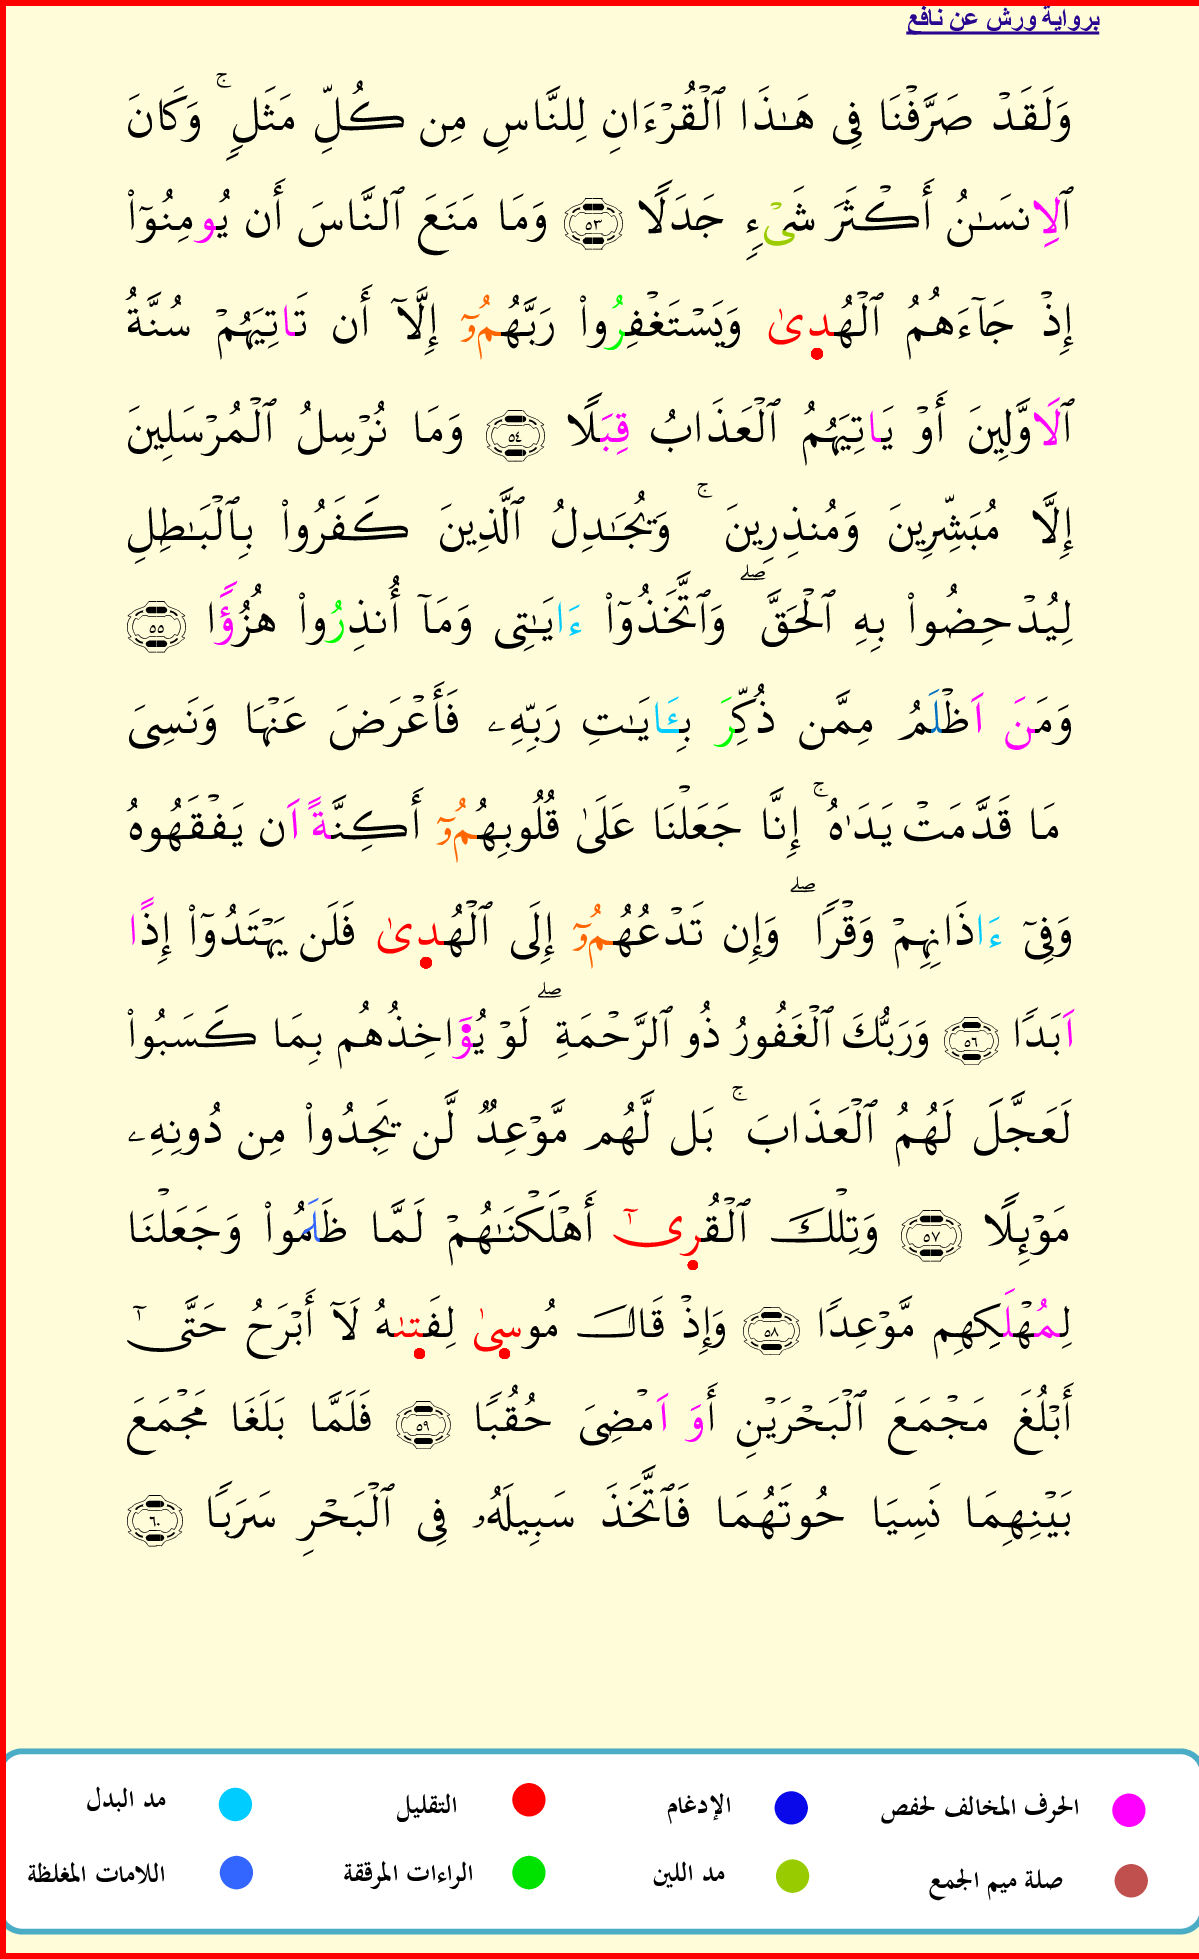 برواية ورش عن نافع
وَلَقَدْ صَرَّفْنَا فِى هَـٰذَا ٱلْقُرْءَانِ لِلنَّاسِ مِن كُلِّ مَثَلٍ ۚ وَكَانَ
ٱلِانسَـٰنُ أَكْثَرَ شَىْءٍ جَدَلًا ٥٣ وَمَا مَنَعَ ٱلنَّاسَ أَن يُومِنُوٓاْ
إِذْ جَآءَهُمُ ٱلْهُدِىٰ وَيَسْتَغْفِرُواْ رَبَّهُمُۥٓ إِلَّآ أَن تَاتِيَهُمْ سُنَّةُ
ٱلَاوَّلِينَ أَوْ يَاتِيَهُمُ ٱلْعَذَابُ قِبَلًا ٥٤ وَمَا نُرْسِلُ ٱلْمُرْسَلِينَ
إِلَّا مُبَشِّرِينَ وَمُنذِرِينَ ۚ وَيُجَـٰدِلُ ٱلَّذِينَ كَفَرُواْ بِٱلْبَـٰطِلِ
لِيُدْحِضُواْ بِهِ ٱلْحَقَّ ۖ وَٱتَّخَذُوٓاْ ءَايَـٰتِى وَمَآ أُنذِرُواْ هُزُؤًا ٥٥
وَمَنَ اَظْلَمُ مِمَّن ذُكِّرَ بِـَٔايَـٰتِ رَبِّهِۦ فَأَعْرَضَ عَنْهَا وَنَسِىَ
مَا قَدَّمَتْ يَدَٰهُ ۚ إِنَّا جَعَلْنَا عَلَىٰ قُلُوبِهُمُۥٓ أَكِنَّةً اَن يَفْقَهُوهُ
وَفِىٓ ءَاذَانِهِمْ وَقْرًا ۖ وَإِن تَدْعُهُمُۥٓ إِلَى ٱلْهُدِىٰ فَلَن يَهْتَدُوٓاْ إِذًا
اَبَدًا ٥٦ وَرَبُّكَ ٱلْغَفُورُ ذُو ٱلرَّحْمَةِ ۖ لَوْ يُؤَاخِذُهُم بِمَا كَسَبُواْ
لَعَجَّلَ لَهُمُ ٱلْعَذَابَ ۚ بَل لَّهُم مَّوْعِدٌ لَّن يَجِدُواْ مِن دُونِهِۦ
مَوْئِلًا ٥٧ وَتِلْكَ ٱلْقُرِىٰٓ أَهْلَكْنَـٰهُمْ لَمَّا ظَلَمُواْ وَجَعَلْنَا
لِمُهْلَكِهِم مَّوْعِدًا ٥٨ وَإِذْ قَالَ مُوسِىٰ لِفَتِىٰهُ لَآ أَبْرَحُ حَتَّىٰٓ
أَبْلُغَ مَجْمَعَ ٱلْبَحْرَيْنِ أَوَ اَمْضِىَ حُقُبًا ٥٩ فَلَمَّا بَلَغَا مَجْمَعَ
بَيْنِهِمَا نَسِيَا حُوتَهُمَا فَٱتَّخَذَ سَبِيلَهُۥ فِى ٱلْبَحْرِ سَرَبًا ٦٠
الحرف المخالف لحفص الإدغام التقليل مد البدل
صلة ميم الجمع مد اللين الراءات المرققة اللامات المغلظة